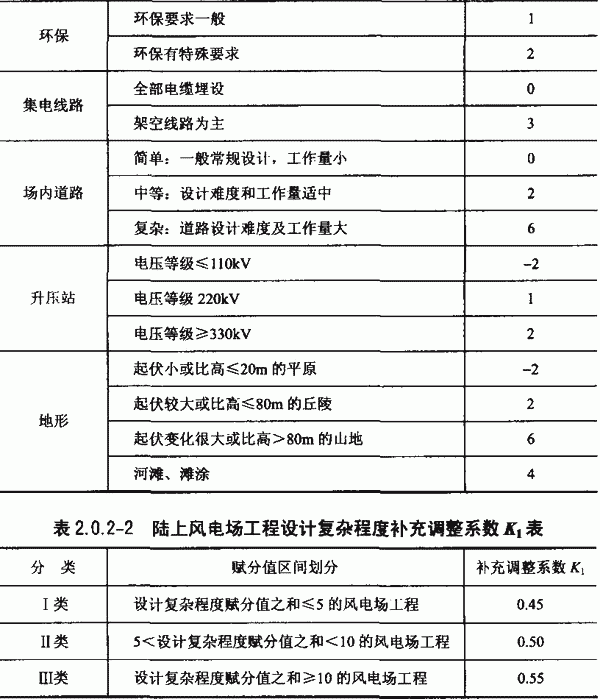 环保
环保要求一般 1
环保有特殊要求 2
集电线路
全部电缆埋设 0
架空线路为主 3
场内道路
简单：一般常规设计，工作量小 0
中等：设计难度和工作量适中 2
复杂：道路设计难度及工作量大 6
升压站
电压等级≤110kV -2
电压等级 220kV 1
电压等级≥330kV 2
地形
起伏小或比高≤20m 的平原 -2
起伏较大或比高≤80m 的丘陵 2
起伏变化很大或比高>80m 的山地 6
河滩、滩涂 4
表 2.0.2-2 陆上风电场工程设计复杂程度补充调整系数 K1 表
分 类 赋分值区间划分 补充调整系数 K1
Ⅰ类 设计复杂程度赋分值之和≤5 的风电场工程 0.45
Ⅱ类 5<设计复杂程度赋分值之和<10 的风电场工程 0.50
Ⅲ类 设计复杂程度赋分值之和≥10 的风电场工程 0.55